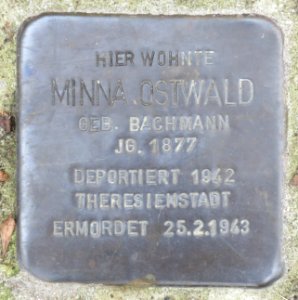 HIER WOHNTE
MINNA OSTWALD
GEB. BACHMANN
JG. 1877
DEPORTIERT 1942
THERESIENSTADT
ERMORDET 25.2.1943